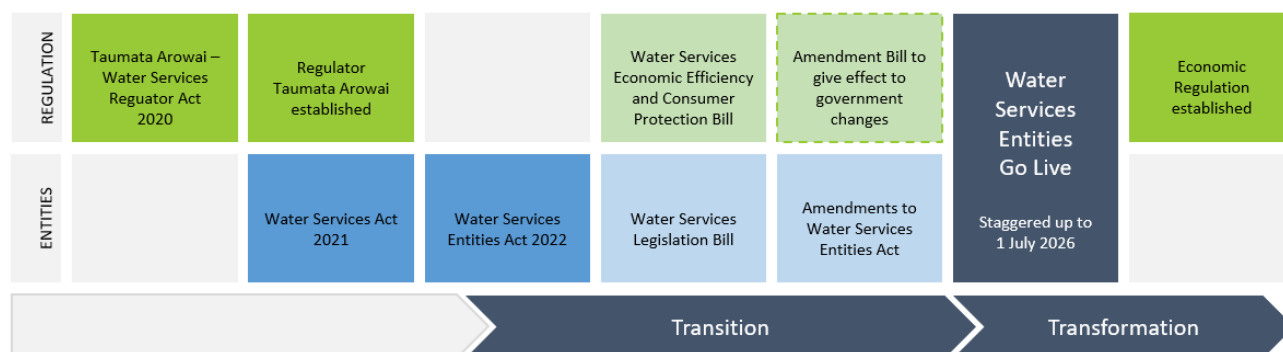 REGULATION
Taumata Arowai –
Water Services
Reguator Act
2020
Regulator
Taumata Arowai
established
Water Services
Economic Efficiency
and Consumer
Protection Bill
Amendment Bill to
give effect to
government
changes
Water
Services
Entities
Go Live
Staggered up to
1 July 2026
Economic
Regulation
established
ENTITIES
Water Services Act
2021
Water Services
Entities Act 2022
Water Services
Legislation Bill
Amendments to
Water Services
Entities Act
Transition
Transformation